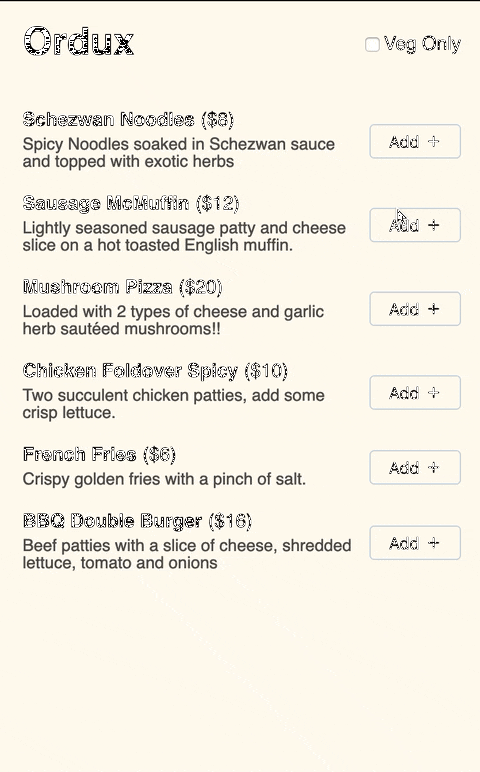 Ordux
Veg Only
Schezwan Noodles ($8)
Add +
Spicy Noodles soaked in Schezwan sauce
and topped with exotic herbs
Sausage McMuffin ($12)
Add +
Lightly seasoned sausage patty and cheese
slice on a hot toasted English muffin.
Mushroom Pizza ($20)
Add +
Loaded with 2 types of cheese and garlic
herb sautéed mushrooms!!
Chicken Foldover Spicy ($10)
Add +
Two succulent chicken patties, add some
crisp lettuce.
French Fries ($6)
Add +
Crispy golden fries with a pinch of salt.
BBQ Double Burger ($16)
Add +
Beef patties with a slice of cheese, shredded
lettuce, tomato and onions